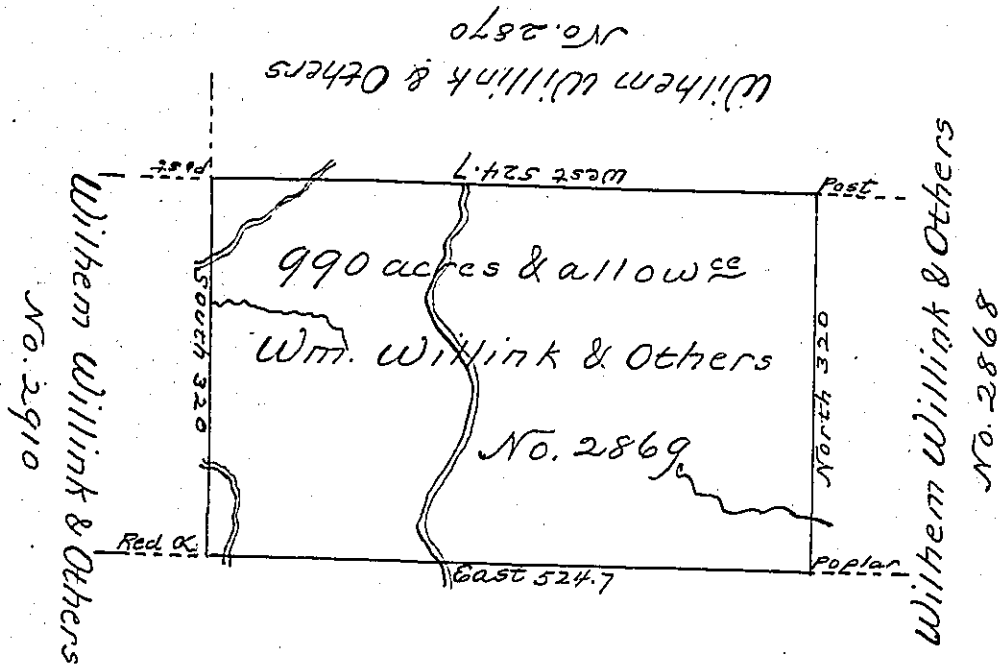 Wilhem Willink & Others
No. 2870
Post
West 524.7
Post
990 acres & allowce
Wm. Willink & Others
No. 2869
South 320
North 320
Red O.
East 524.7
Poplar
Wilhem Willink & Others
No. 2910
Wilhem Willink & Others
No. 2868